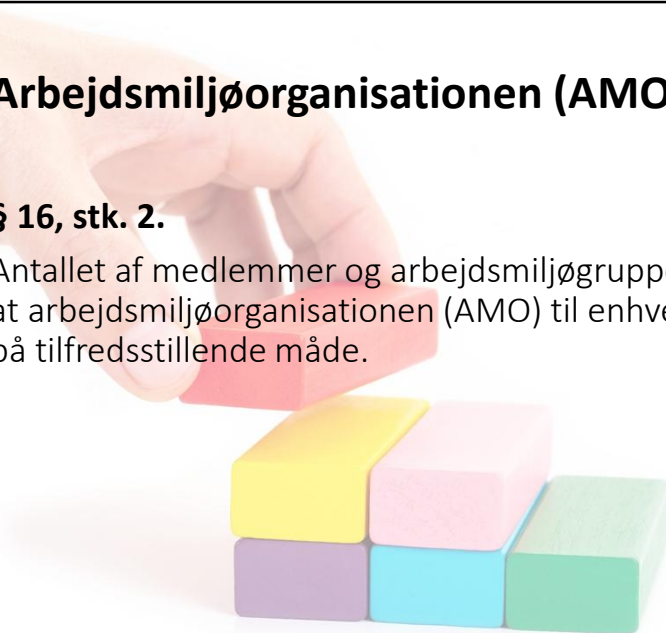 Arbejdsmiljøorganisationen (AMO
§ 16, stk. 2.
Antallet af medlemmer og arbejdsmiljøgruppe
at arbejdsmiljøorganisationen (AMO) til enhve
på tilfredsstillende måde.